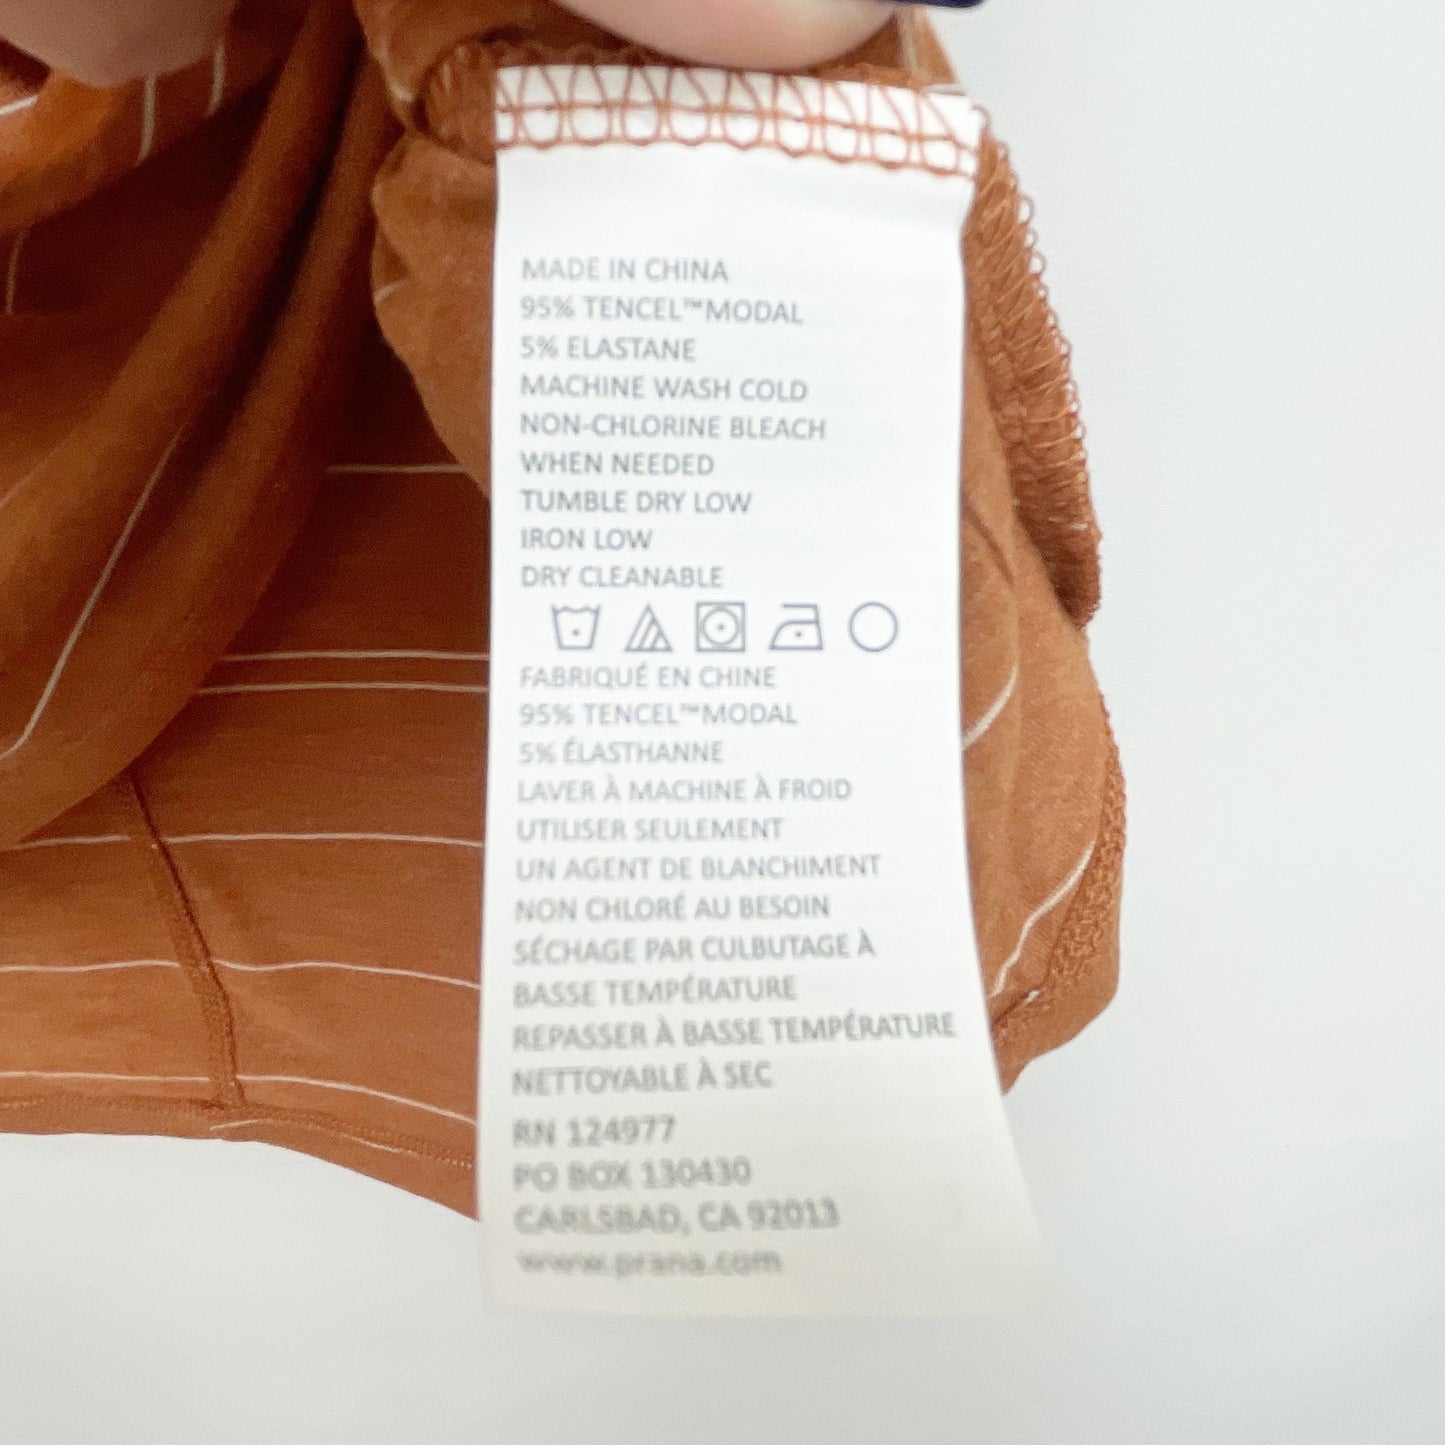 MADE IN CHINA
95% TENCEL™MODAL
5% ELASTANE
MACHINE WASH COLD
NON-CHLORINE BLEACH
WHEN NEEDED
TUMBLE DRY LOW
IRON LOW
DRY CLEANABLE
FABRIQUÉ EN CHINE
95% TENCEL™MODAL
5% ÉLASTHANNE
LAVER À MACHINE À FROID
UTILISER SEULEMENT
UN AGENT DE BLANCHIMENT
NON CHLORÉ AU BESOIN
SÉCHAGE PAR CULBUTAGE À
BASSE TEMPÉRATURE
REPASSER À BASSE TEMPÉRATURE
NETTOYABLE À SEC
RN 124977
PO BOX 130430
CARLSBAD, CA 92013
www.prana.com